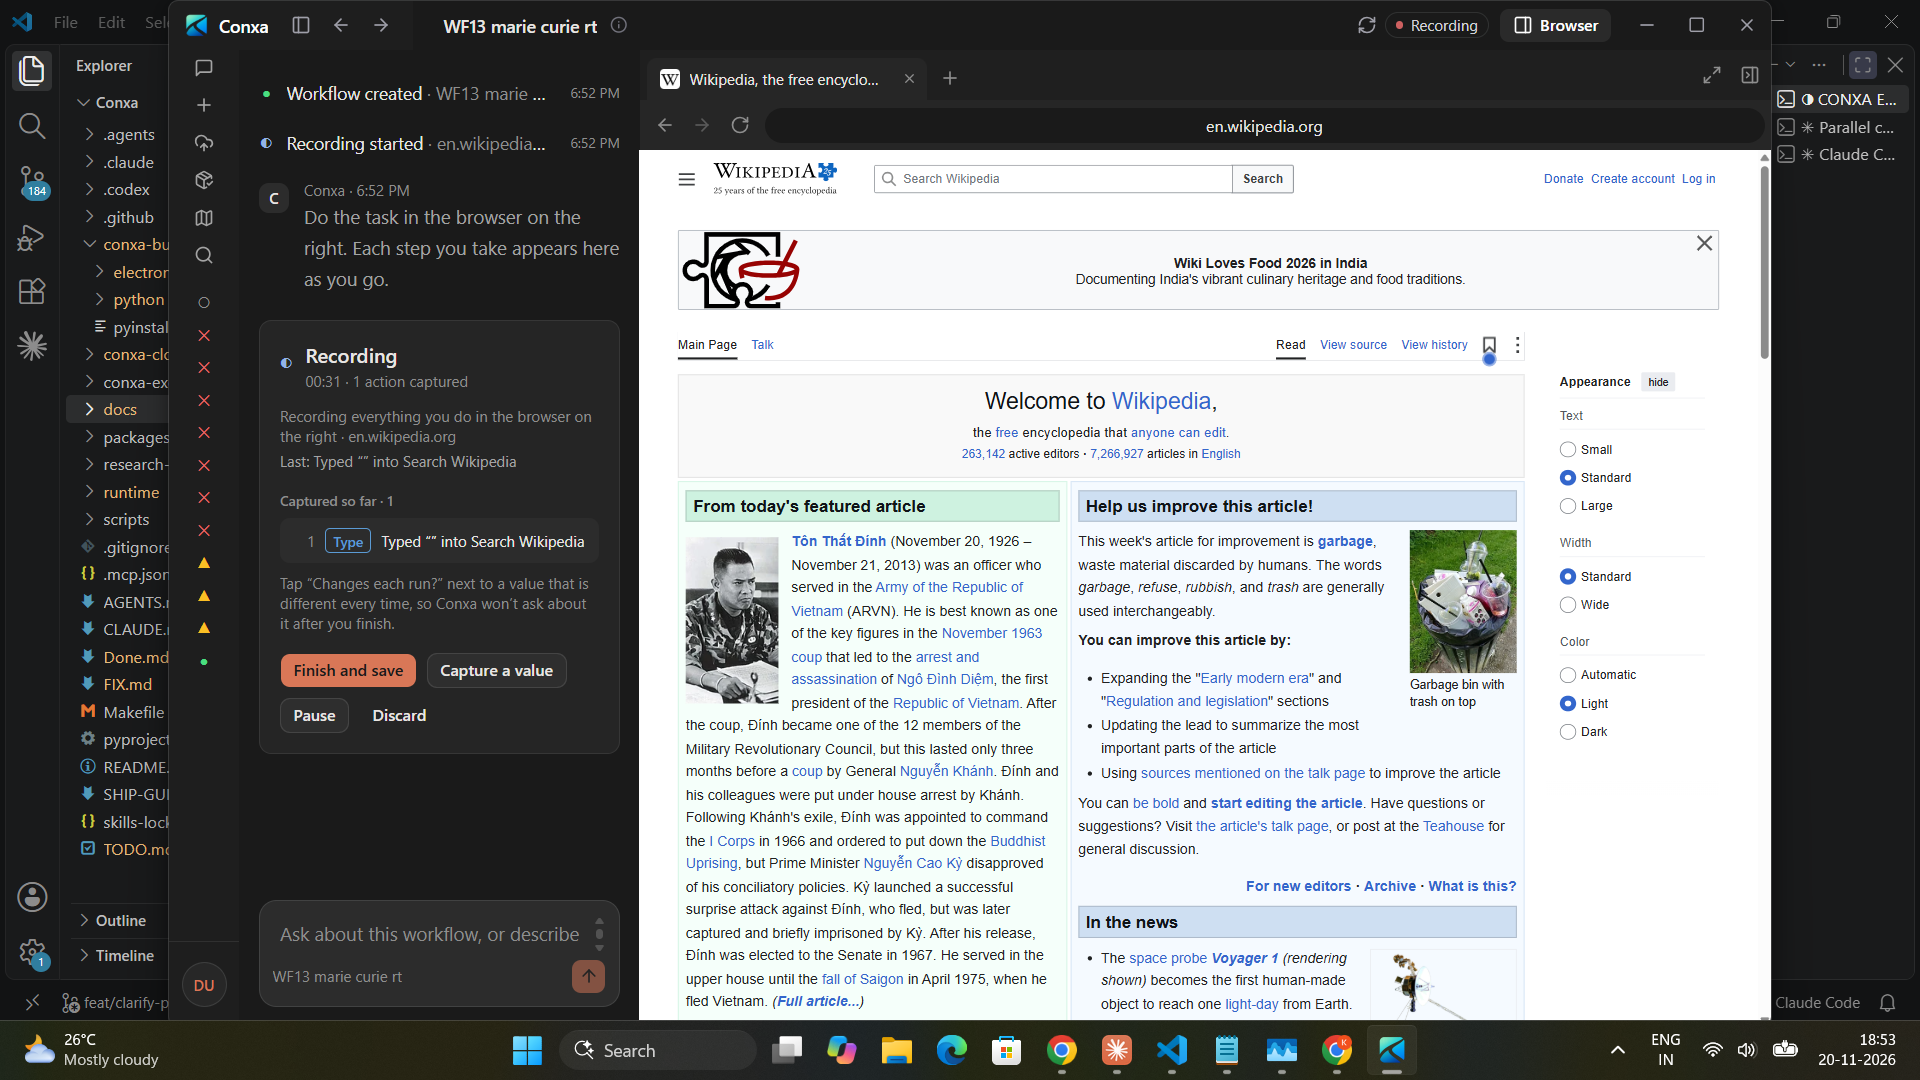 File Edit
Conxa
WF13 marie curie rt
Recording
Browser
Explorer
Conxa
.agents
.claude
.codex
.github
conxa-bu
electron
python
pyinstal
conxa-clo
conxa-ex
docs
packages
research-
runtime
scripts
.gitignore
.mcp.json
AGENTS.
CLAUDE.
Done.md
FIX.md
Makefile
pyproject
README.
SHIP-GUI
skills-lock
TODO.md
Outline
Timeline
184
1
feat/clarify-p
Workflow created · WF13 marie ... 6:52 PM
Recording started · en.wikipedia... 6:52 PM
C
Conxa · 6:52 PM
Do the task in the browser on the
right. Each step you take appears here
as you go.
Recording
00:31 · 1 action captured
Recording everything you do in the browser on
the right · en.wikipedia.org
Last: Typed “” into Search Wikipedia
Captured so far · 1
1 Type Typed “” into Search Wikipedia
Tap “Changes each run?” next to a value that is
different every time, so Conxa won’t ask about
it after you finish.
Finish and save
Capture a value
Pause
Discard
Ask about this workflow, or describe
WF13 marie curie rt
DU
Wikipedia, the free encyclo...
en.wikipedia.org
WIKIPEDIA 25
25 years of the free encyclopedia
Search Wikipedia
Search
Donate Create account Log in
Wiki Loves Food 2026 in India
Documenting India's vibrant culinary heritage and food traditions.
Main Page Talk
Read View source View history
Welcome to Wikipedia,
the free encyclopedia that anyone can edit.
263,142 active editors · 7,266,927 articles in English
From today's featured article
Tôn Thất Đính (November 20, 1926 –
November 21, 2013) was an officer who
served in the Army of the Republic of
Vietnam (ARVN). He is best known as one
of the key figures in the November 1963
coup that led to the arrest and
assassination of Ngô Đình Diệm, the first
president of the Republic of Vietnam. After
the coup, Đính became one of the 12 members of the
Military Revolutionary Council, but this lasted only three
months before a coup by General Nguyễn Khánh. Đính and
his colleagues were put under house arrest by Khánh.
Following Khánh's exile, Đính was appointed to command
the I Corps in 1966 and ordered to put down the Buddhist
Uprising, but Prime Minister Nguyễn Cao Kỳ disapproved
of his conciliatory policies. Kỳ launched a successful
surprise attack against Đính, who fled, but was later
captured and briefly imprisoned by Kỳ. After his release,
Đính was elected to the Senate in 1967. He served in the
upper house until the fall of Saigon in April 1975, when he
fled Vietnam. (Full article...)
Help us improve this article!
This week's article for improvement is garbage,
waste material discarded by humans. The words
garbage, refuse, rubbish, and trash are generally
used interchangeably.
You can improve this article by:
Expanding the "Early modern era" and
"Regulation and legislation" sections
Updating the lead to summarize the most
important parts of the article
Using sources mentioned on the talk page to improve the article
Garbage bin with
trash on top
You can be bold and start editing the article. Have questions or
suggestions? Visit the article's talk page, or post at the Teahouse for
general discussion.
For new editors · Archive · What is this?
In the news
The space probe Voyager 1 (rendering
shown) becomes the first human-made
object to reach one light-day from Earth.
Appearance hide
Text
Small
Standard
Large
Width
Standard
Wide
Color
Automatic
Light
Dark
CONXA E...
Parallel c...
Claude C...
Claude Code
26°C
Mostly cloudy
Search
ENG
IN
18:53
20-11-2026